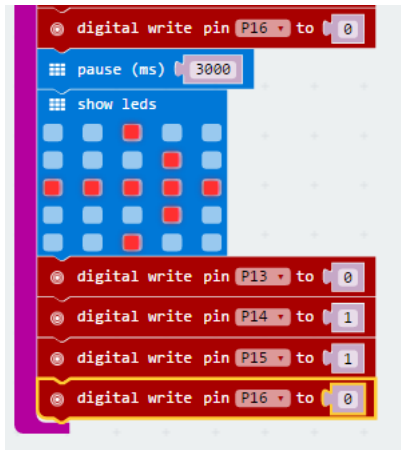 digital write pin P16 to 0
pause (ms) 3000
show leds
digital write pin P13 to 0
digital write pin P14 to 1
digital write pin P15 to 1
digital write pin P16 to 0